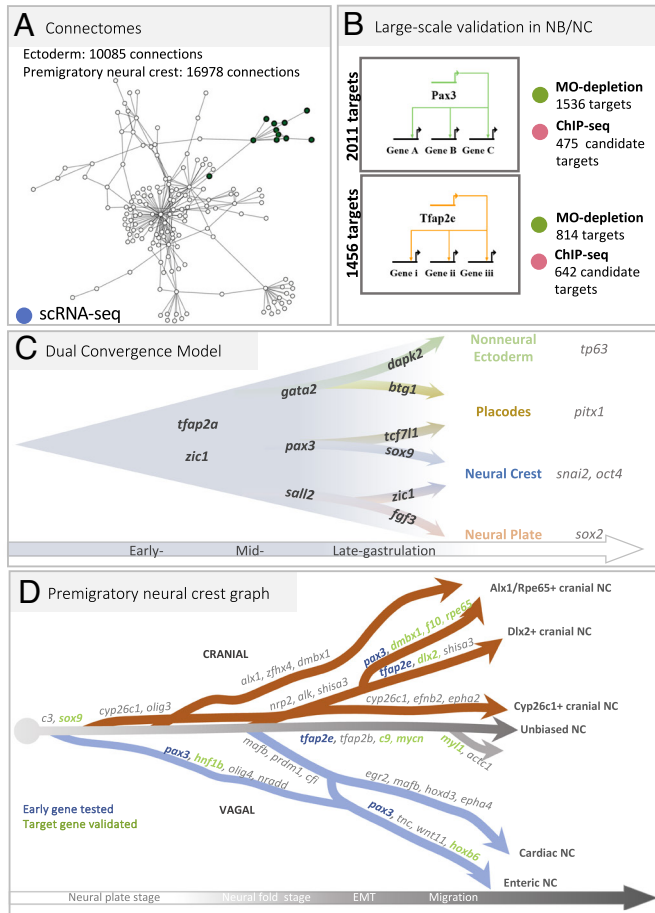 A Connectomes
Ectoderm: 10085 connections
Premigratory neural crest: 16978 connections
scRNA-seq
B Large-scale validation in NB/NC
2011 targets
Pax3
Gene A Gene B Gene C
MO-depletion
1536 targets
ChIP-seq
475 candidate
targets
1456 targets
Tfap2e
Gene i Gene ii Gene iii
MO-depletion
814 targets
ChIP-seq
642 candidate
targets
C Dual Convergence Model
tfap2a
zic1
gata2
pax3
sall2
dapk2
btg1
tcf7l1
sox9
zic1
fgf3
Nonneural
Ectoderm
tp63
Placodes
pitx1
Neural Crest
snai2, oct4
Neural Plate
sox2
Early-
Mid-
Late-gastrulation
D Premigratory neural crest graph
CRANIAL
c3, sox9
cyp26c1, olig3
alx1, zfhx4, dmbx1
nrp2, alk, shisa3
pax3, dmbx1, f10, rpe65
tfap2e, dlx2, shisa3
cyp26c1, efnb2, epha2
tfap2e, tfap2b, c9, mycn
myl1, actc1
pax3, hnf1b, olig4, nradd
mafb, prdm1, cfi
egr2, mafb, hoxd3, epha4
pax3, tnc, wnt11, hoxb6
VAGAL
Alx1/Rpe65+ cranial NC
Dlx2+ cranial NC
Cyp26c1+ cranial NC
Unbiased NC
Cardiac NC
Enteric NC
Early gene tested
Target gene validated
Neural plate stage
Neural fold stage
EMT
Migration